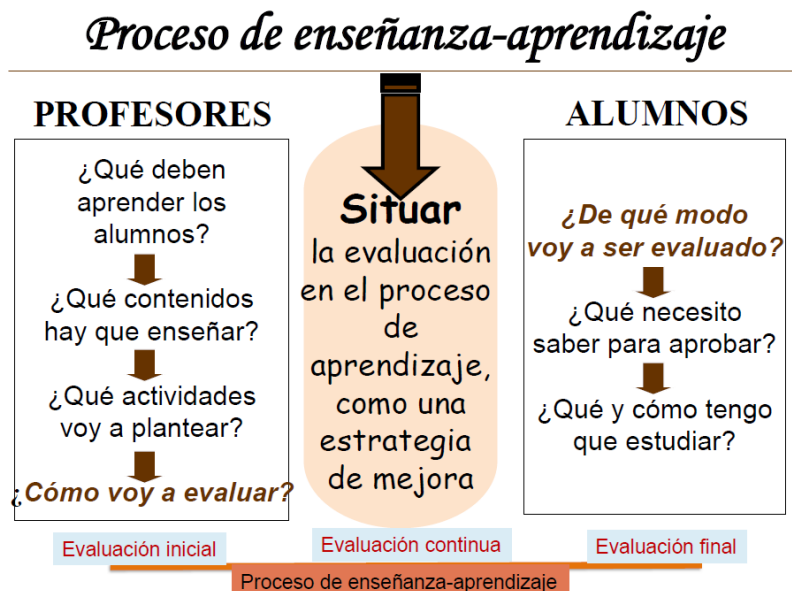 Proceso de enseñanza-aprendizaje
PROFESORES
¿Qué deben
aprender los
alumnos?
¿Qué contenidos
hay que enseñar?
¿Qué actividades
voy a plantear?
¿Cómo voy a evaluar?
Situar
la evaluación
en el proceso
de
aprendizaje,
como una
estrategia
de mejora
ALUMNOS
¿De qué modo
voy a ser evaluado?
¿Qué necesito
saber para aprobar?
¿Qué y cómo tengo
que estudiar?
Evaluación inicial
Evaluación continua
Evaluación final
Proceso de enseñanza-aprendizaje